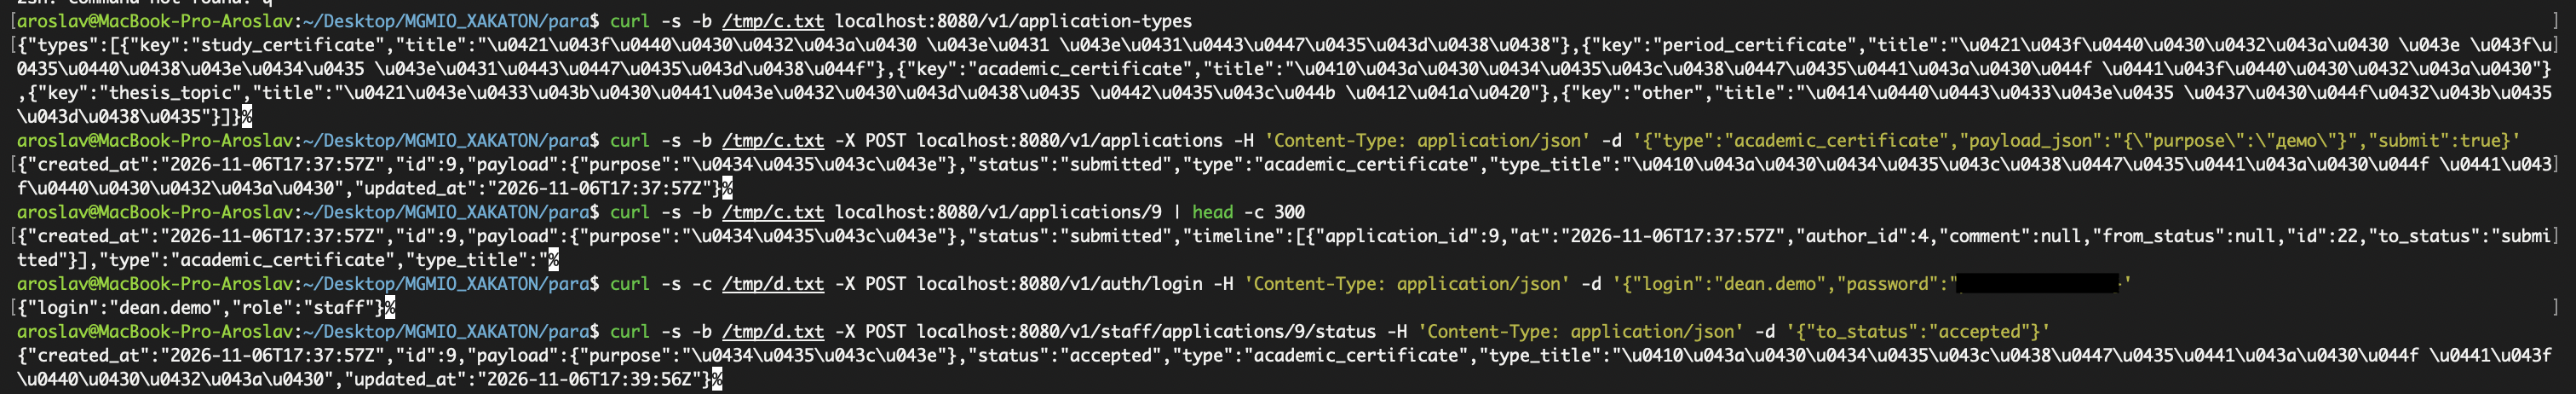 zsh: command not found: q
[aroslav@MacBook-Pro-Aroslav:~/Desktop/MGMIO_XAKATON/para$ curl -s -b /tmp/c.txt localhost:8080/v1/application-types ]
[{"types":[{"key":"study_certificate","title":"\u0421\u043f\u0440\u0430\u0432\u043a\u0430 \u043e\u0431 \u043e\u0431\u0443\u0447\u0435\u043d\u0438\u0438"},{"key":"period_certificate","title":"\u0421\u043f\u0440\u0430\u0432\u043a\u0430 \u043e \u043f\u]
0435\u0440\u0438\u043e\u0434\u0435 \u043e\u0431\u0443\u0447\u0435\u043d\u0438\u044f"},{"key":"academic_certificate","title":"\u0410\u043a\u0430\u0434\u0435\u043c\u0438\u0447\u0435\u0441\u043a\u0430\u044f \u0441\u043f\u0440\u0430\u0432\u043a\u0430"}
,{"key":"thesis_topic","title":"\u0421\u043e\u0433\u043b\u0430\u0441\u043e\u0432\u0430\u043d\u0438\u0435 \u0442\u0435\u043c\u044b \u0412\u041a\u0420"},{"key":"other","title":"\u0414\u0440\u0443\u0433\u043e\u0435 \u0437\u0430\u044f\u0432\u043b\u0435
\u043d\u0438\u0435"}]}%
aroslav@MacBook-Pro-Aroslav:~/Desktop/MGMIO_XAKATON/para$ curl -s -b /tmp/c.txt -X POST localhost:8080/v1/applications -H 'Content-Type: application/json' -d '{"type":"academic_certificate","payload_json":"{\"purpose\":\"демо\"}","submit":true}'
[{"created_at":"2026-11-06T17:37:57Z","id":9,"payload":{"purpose":"\u0434\u0435\u043c\u043e"},"status":"submitted","type":"academic_certificate","type_title":"\u0410\u043a\u0430\u0434\u0435\u043c\u0438\u0447\u0435\u0441\u043a\u0430\u044f \u0441\u043]
f\u0440\u0430\u0432\u043a\u0430","updated_at":"2026-11-06T17:37:57Z"}%
aroslav@MacBook-Pro-Aroslav:~/Desktop/MGMIO_XAKATON/para$ curl -s -b /tmp/c.txt localhost:8080/v1/applications/9 | head -c 300
[{"created_at":"2026-11-06T17:37:57Z","id":9,"payload":{"purpose":"\u0434\u0435\u043c\u043e"},"status":"submitted","timeline":[{"application_id":9,"at":"2026-11-06T17:37:57Z","author_id":4,"comment":null,"from_status":null,"id":22,"to_status":"submi]
tted"}],"type":"academic_certificate","type_title":"%
aroslav@MacBook-Pro-Aroslav:~/Desktop/MGMIO_XAKATON/para$ curl -s -c /tmp/d.txt -X POST localhost:8080/v1/auth/login -H 'Content-Type: application/json' -d '{"login":"dean.demo","password":" '
[{"login":"dean.demo","role":"staff"}% ]
aroslav@MacBook-Pro-Aroslav:~/Desktop/MGMIO_XAKATON/para$ curl -s -b /tmp/d.txt -X POST localhost:8080/v1/staff/applications/9/status -H 'Content-Type: application/json' -d '{"to_status":"accepted"}'
{"created_at":"2026-11-06T17:37:57Z","id":9,"payload":{"purpose":"\u0434\u0435\u043c\u043e"},"status":"accepted","type":"academic_certificate","type_title":"\u0410\u043a\u0430\u0434\u0435\u043c\u0438\u0447\u0435\u0441\u043a\u0430\u044f \u0441\u043f
\u0440\u0430\u0432\u043a\u0430","updated_at":"2026-11-06T17:39:56Z"}%